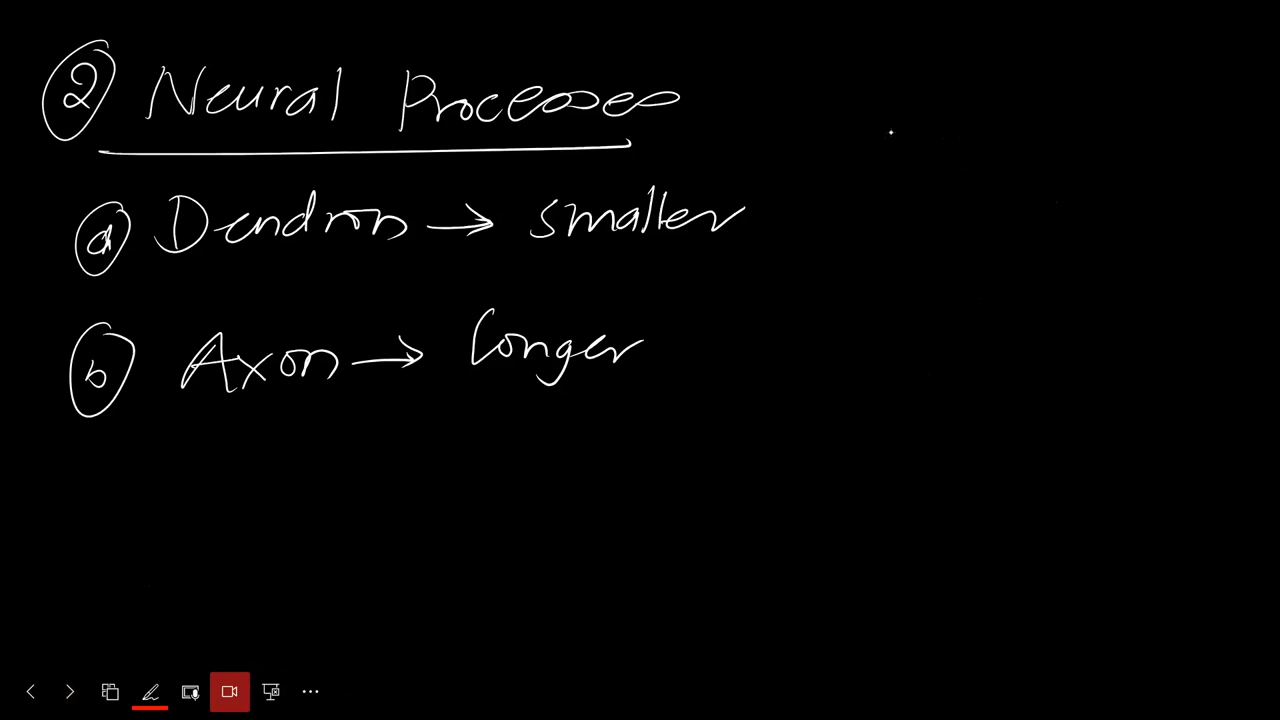 ② Neural Processes
ⓐ Dendron → smaller
ⓑ Axon → Longer